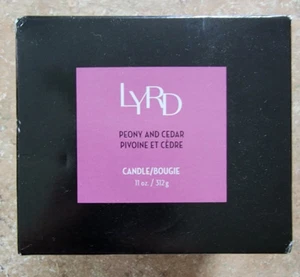 LYRD
PEONY AND CEDAR
PIVOINE ET CÈDRE
CANDLE/BOUGIE
11 oz. / 312 g